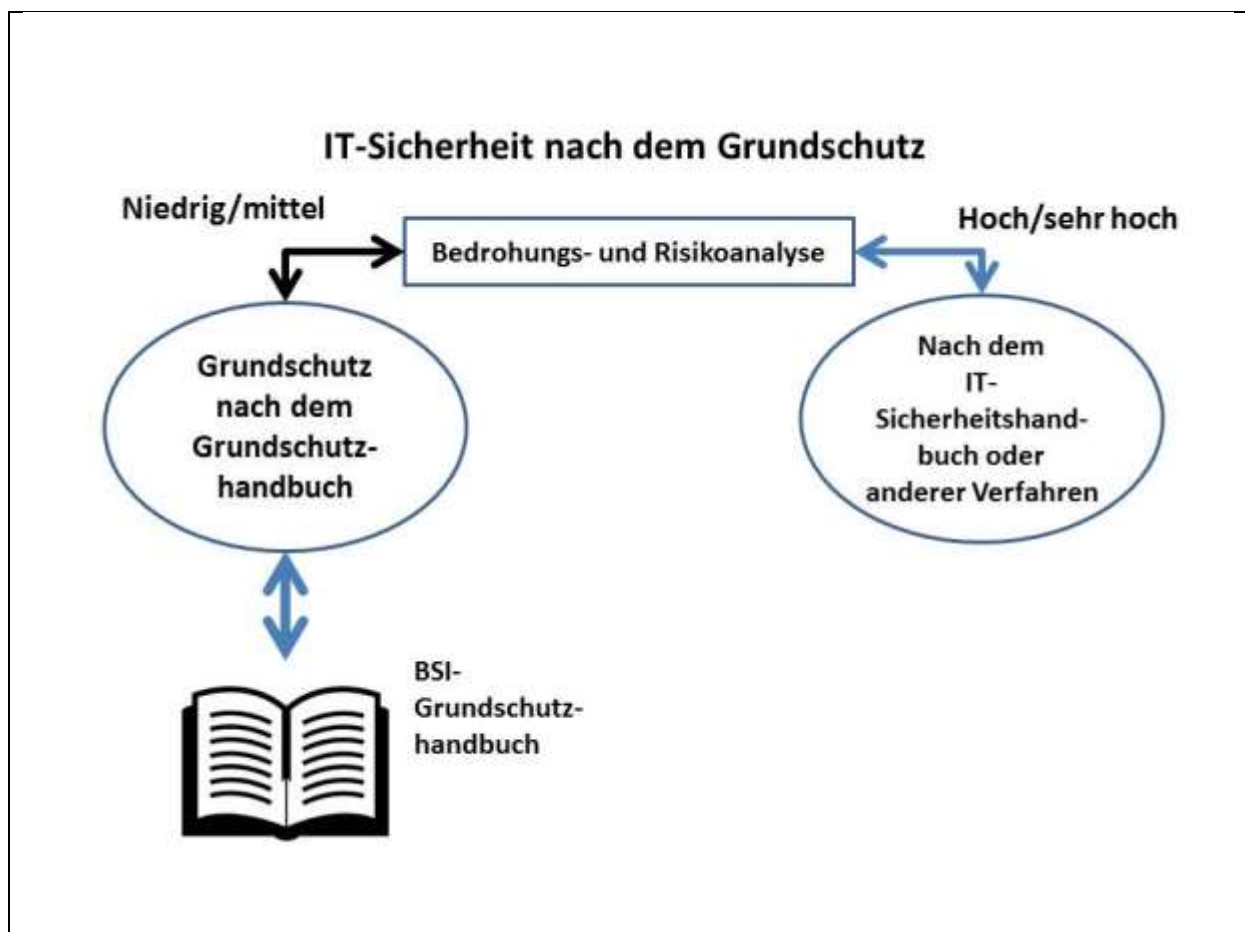 IT-Sicherheit nach dem Grundschutz
Niedrig/mittel
Hoch/sehr hoch
Bedrohungs- und Risikoanalyse
Grundschutz
nach dem
Grundschutz-
handbuch
Nach dem
IT-
Sicherheitshand-
buch oder
anderer Verfahren
BSI-
Grundschutz-
handbuch